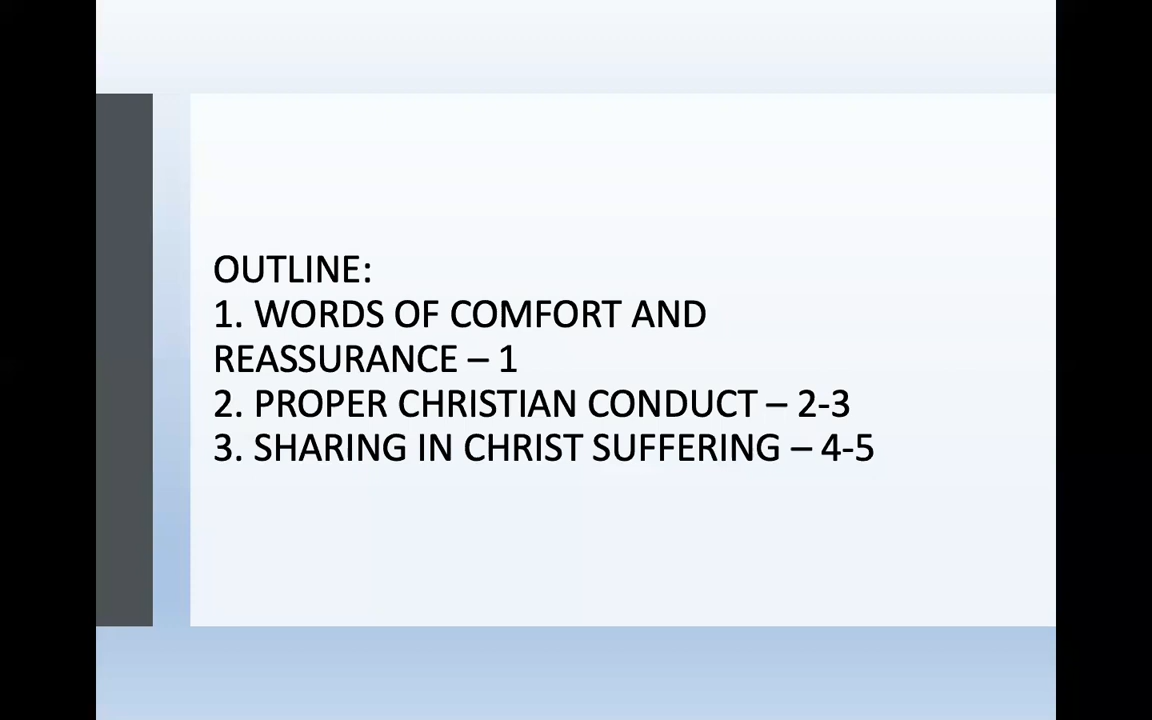 OUTLINE:
1. WORDS OF COMFORT AND
REASSURANCE – 1
2. PROPER CHRISTIAN CONDUCT – 2-3
3. SHARING IN CHRIST SUFFERING – 4-5